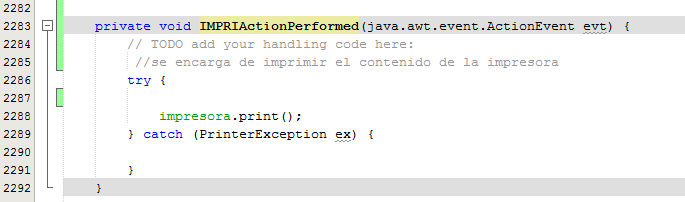 2282
2283 private void IMPRIActionPerformed(java.awt.event.ActionEvent evt) {
2284 // TODO add your handling code here:
2285 //se encarga de imprimir el contenido de la impresora
2286 try {
2287
2288 impresora.print();
2289 } catch (PrinterException ex) {
2290
2291 }
2292 }